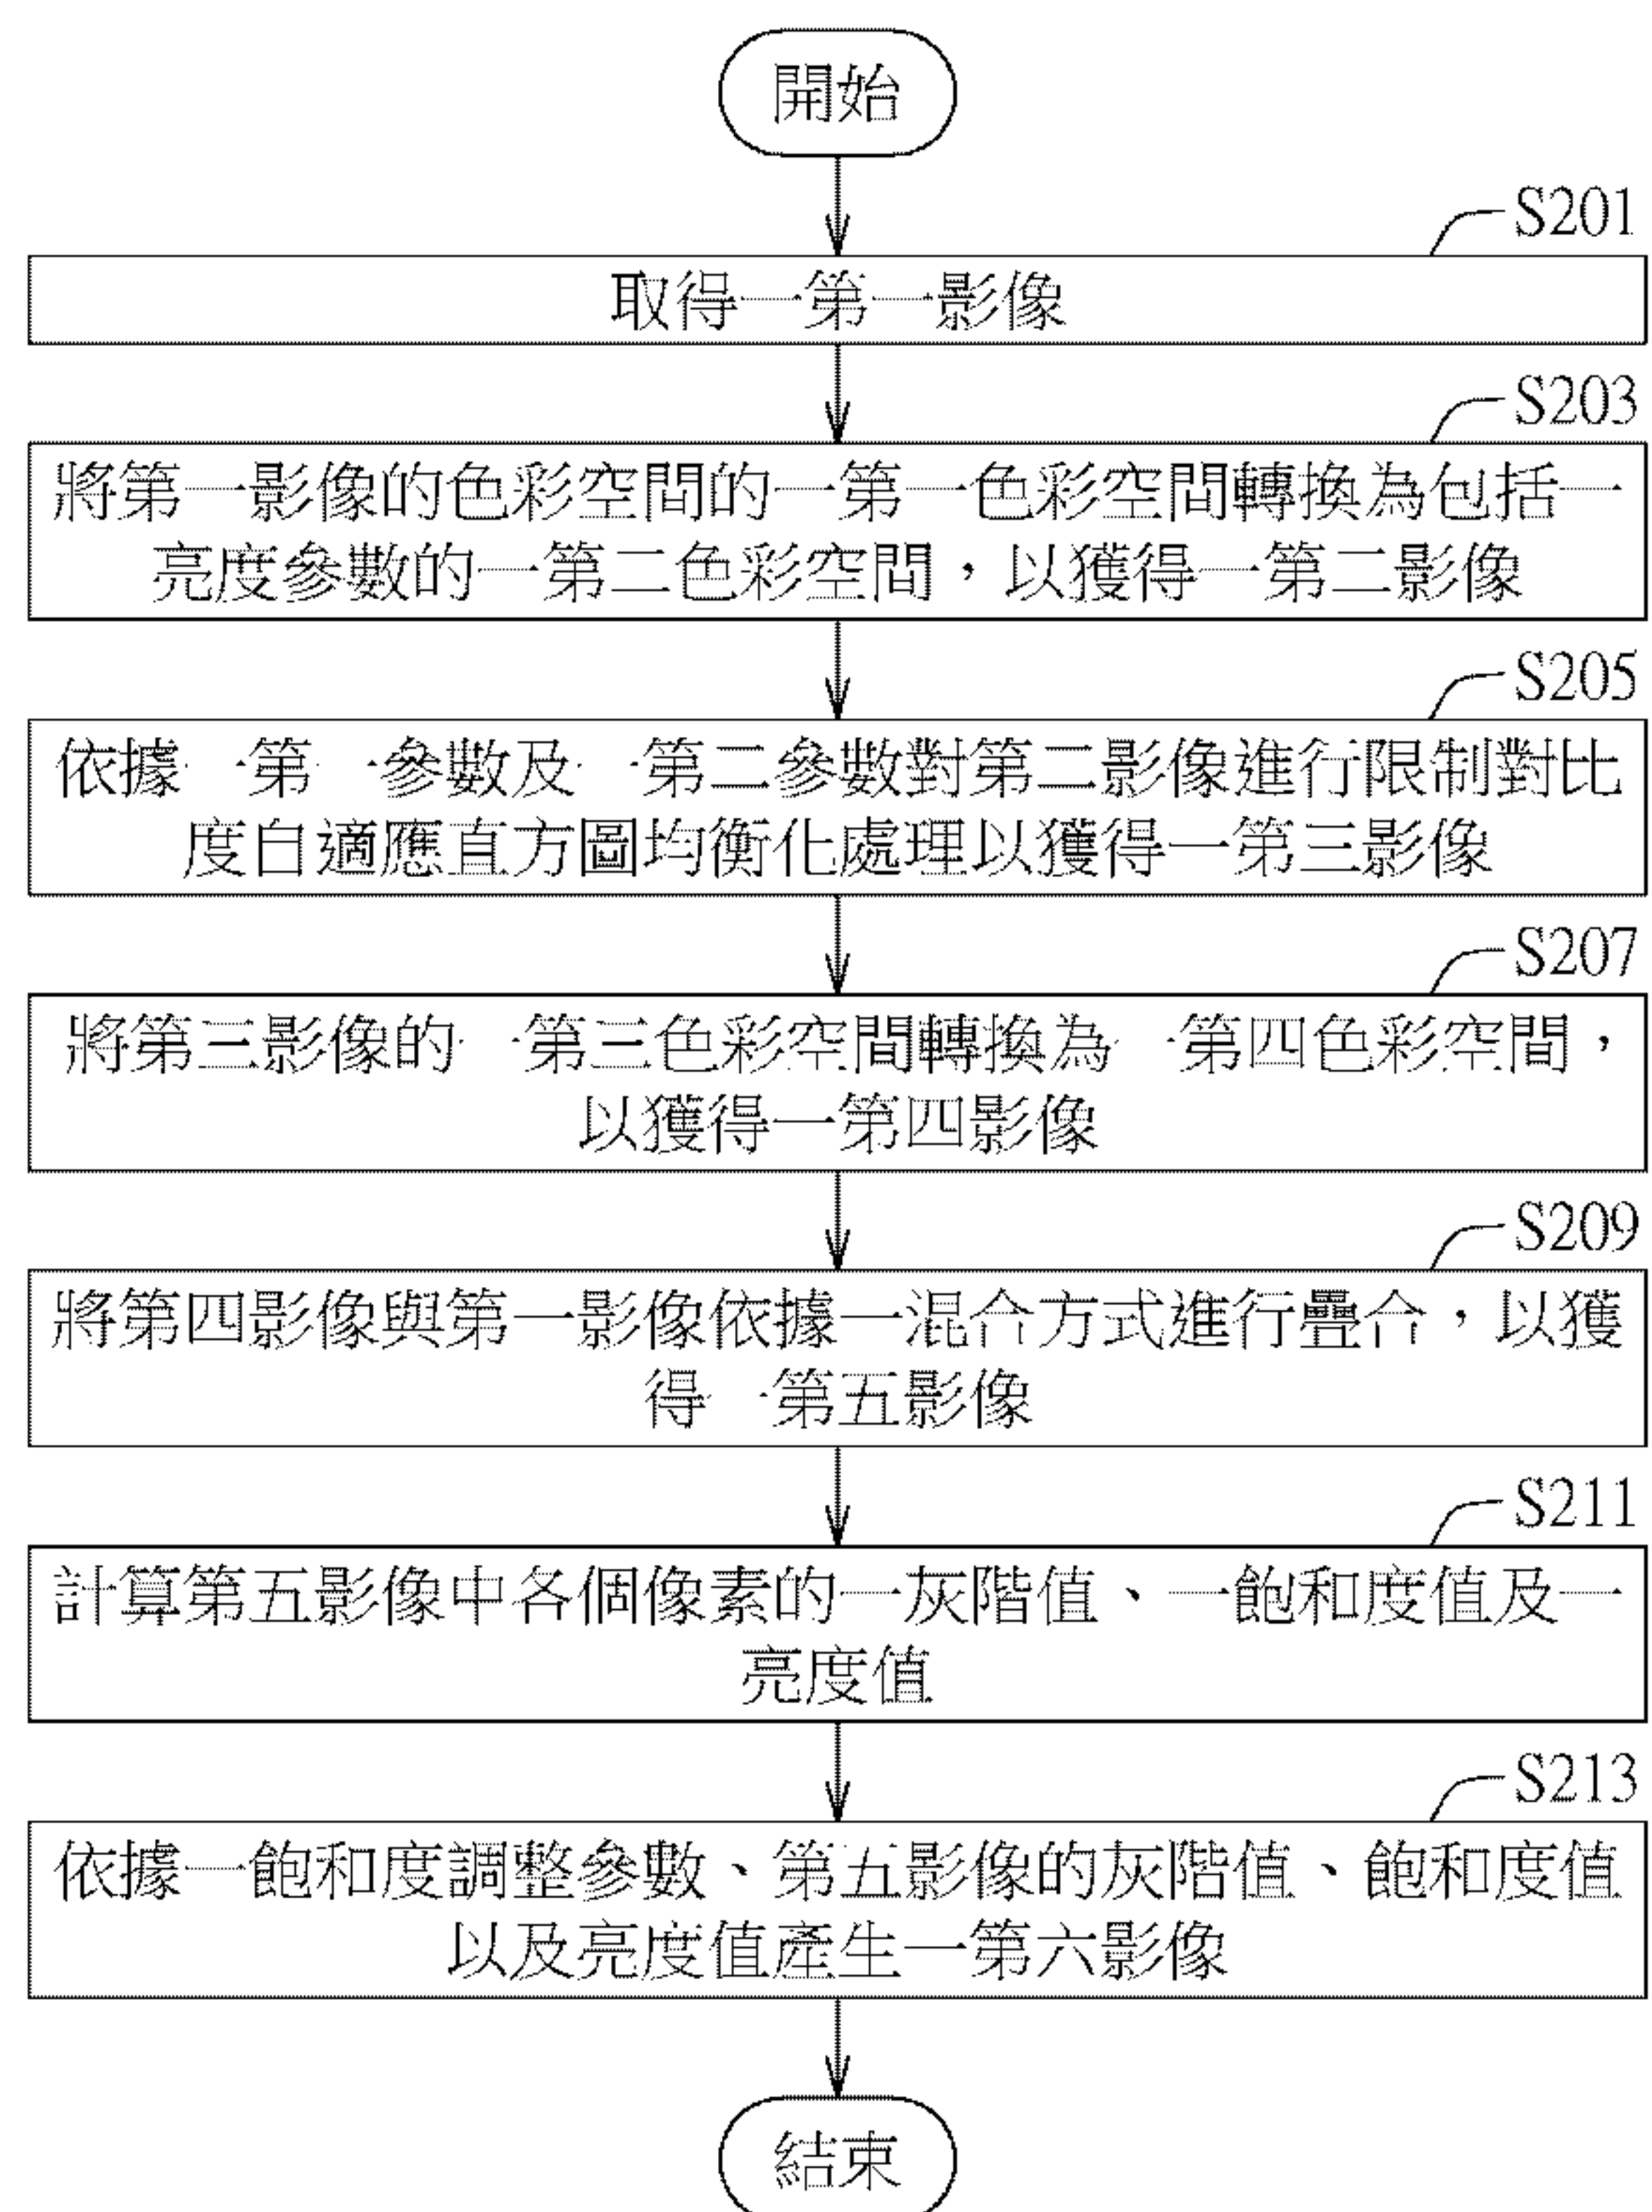 開始
S201
取得一第一影像
S203
將第一影像的色彩空間的一第一色彩空間轉換為包括一
亮度參數的一第二色彩空間，以獲得一第二影像
S205
依據一第一參數及一第二參數對第二影像進行限制對比
度自適應直方圖均衡化處理以獲得一第三影像
S207
將第三影像的一第三色彩空間轉換為一第四色彩空間，
以獲得一第四影像
S209
將第四影像與第一影像依據一混合方式進行疊合，以獲
得一第五影像
S211
計算第五影像中各個像素的一灰階值、一飽和度值及一
亮度值
S213
依據一飽和度調整參數、第五影像的灰階值、飽和度值
以及亮度值產生一第六影像
結束